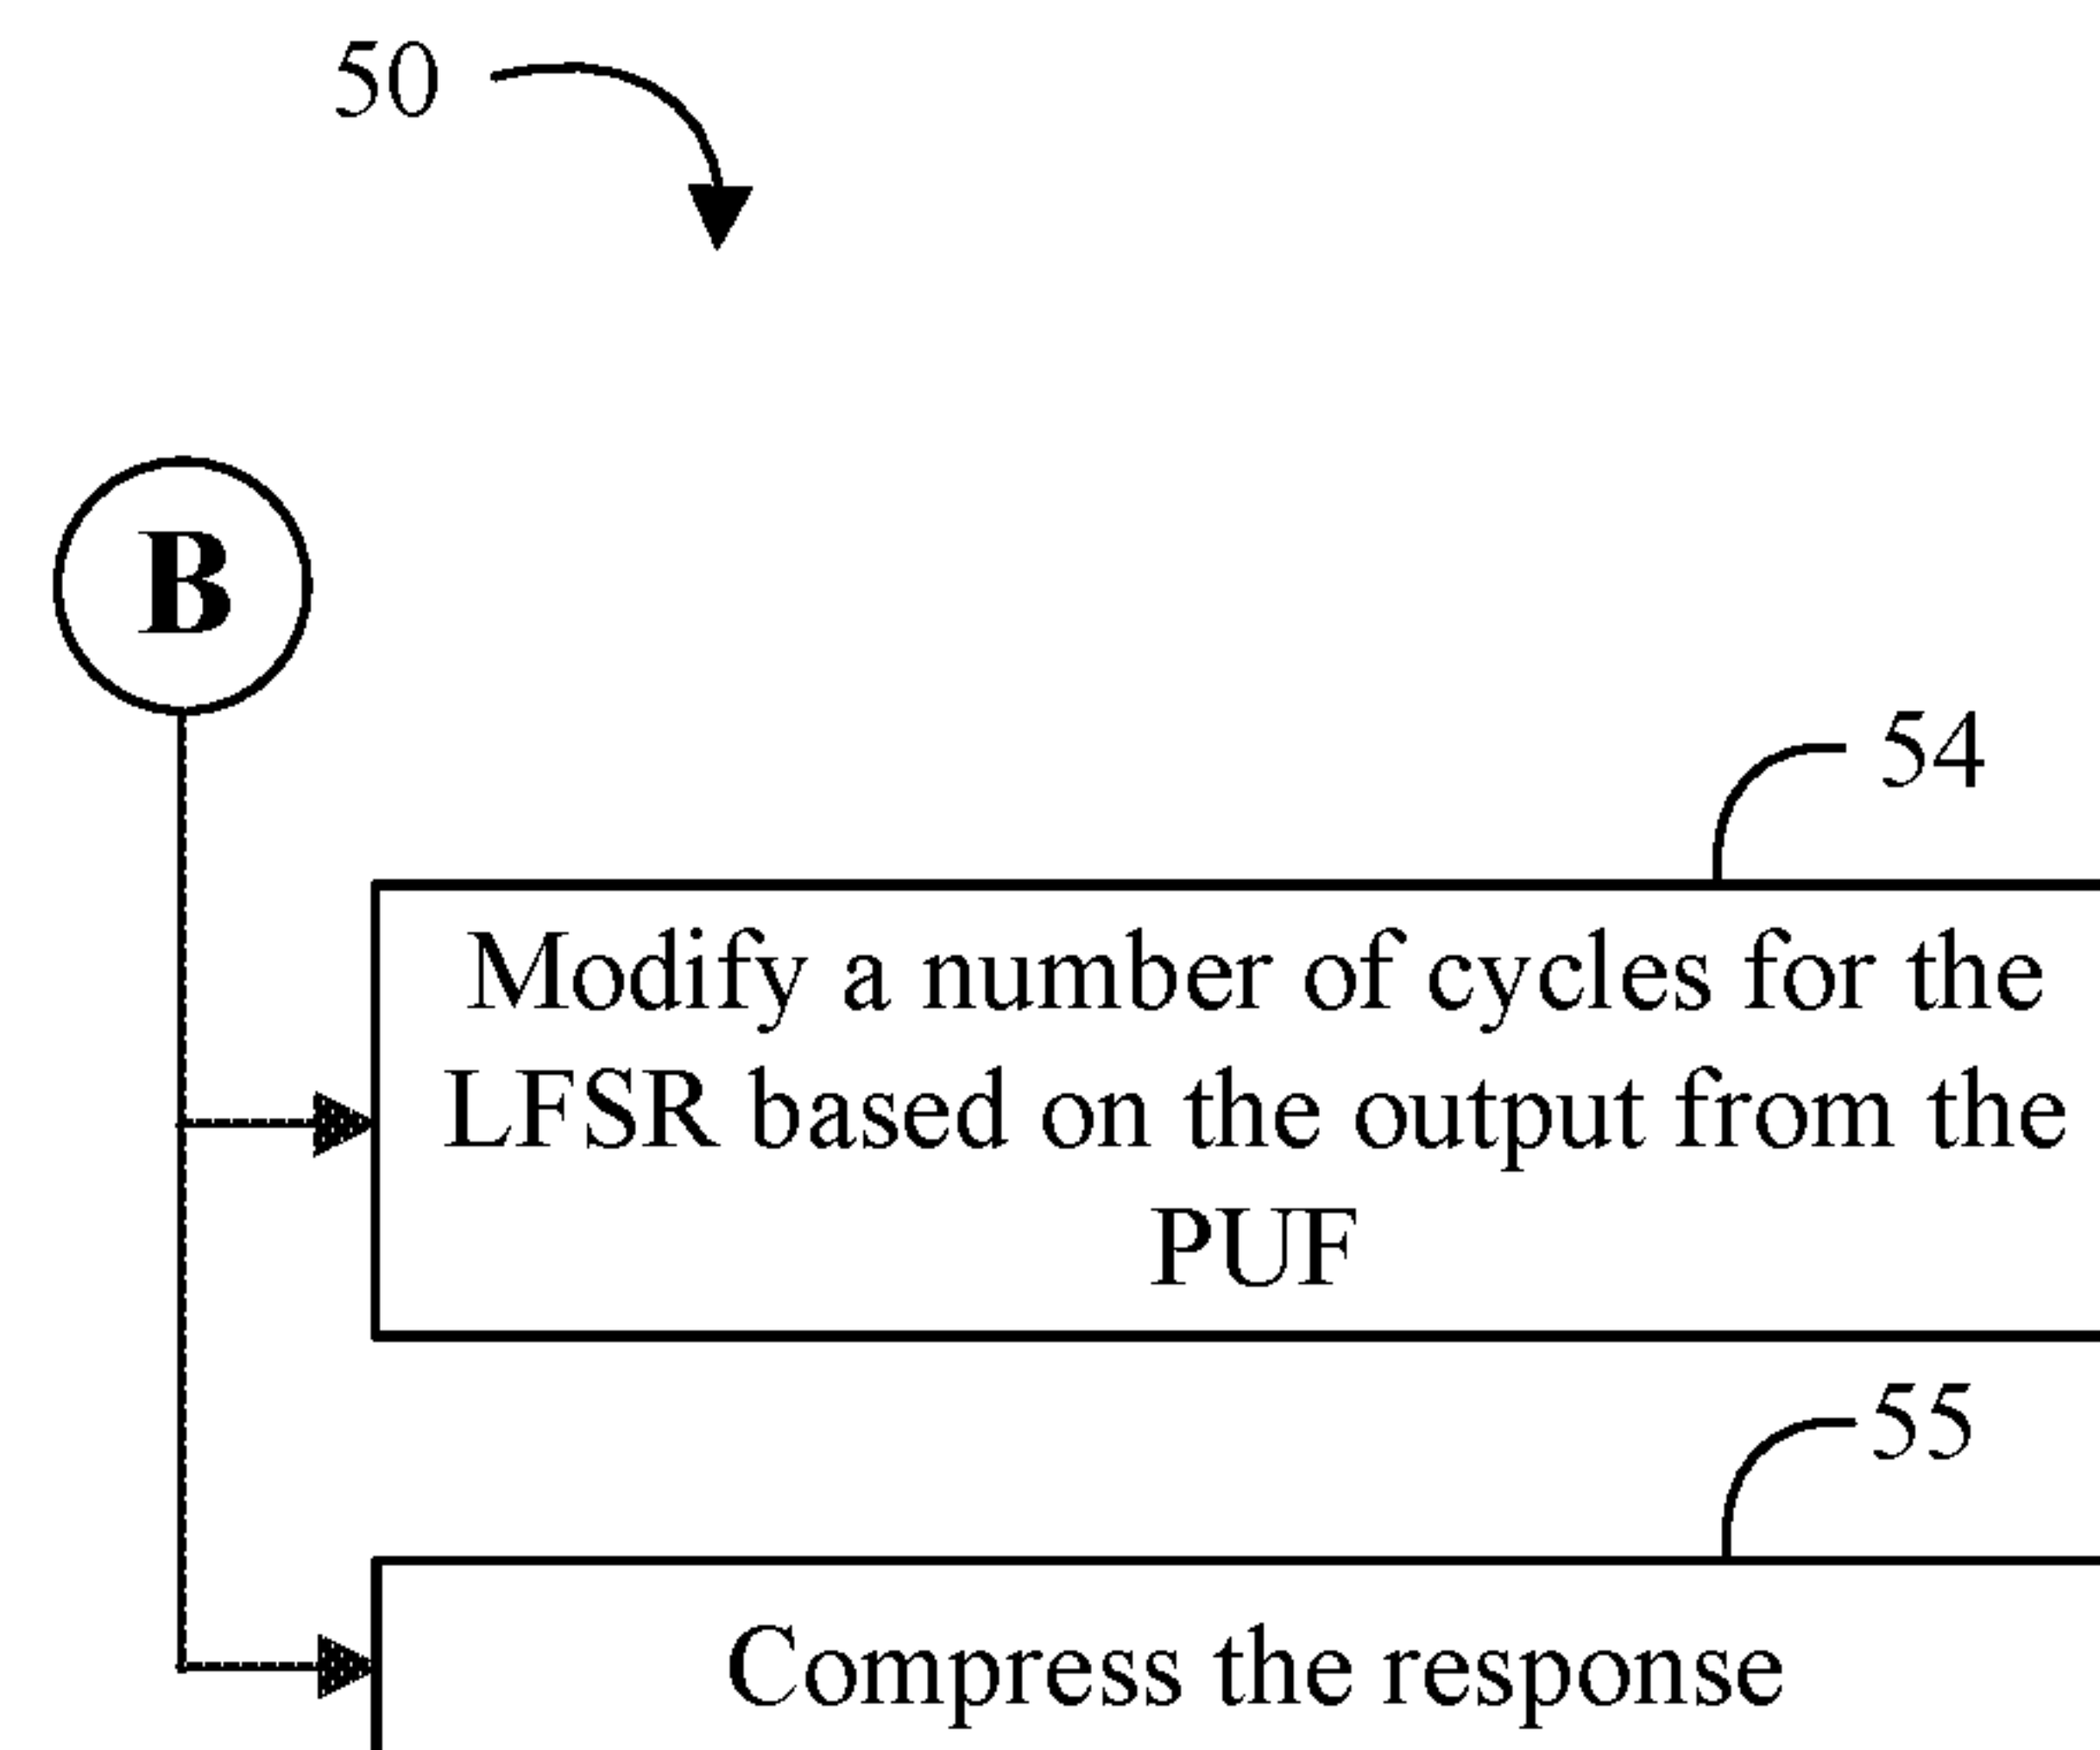 50
B
54
Modify a number of cycles for the
LFSR based on the output from the
PUF
55
Compress the response